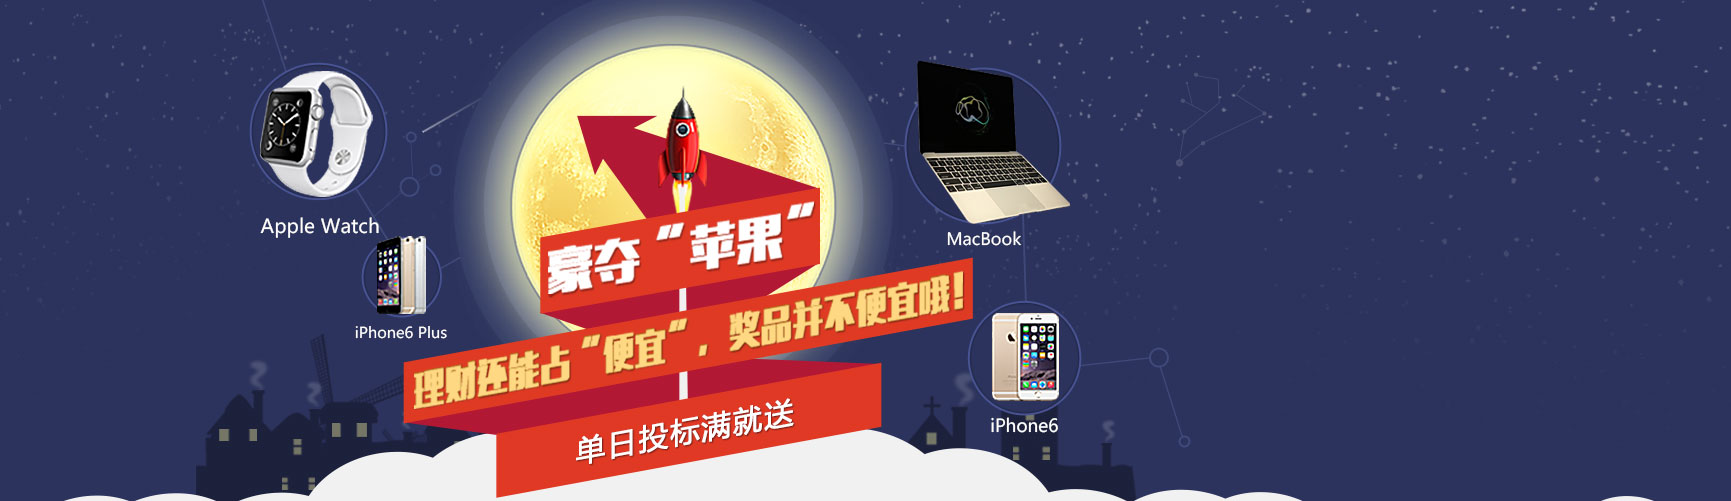 豪夺“苹果”
理财还能占“便宜”，奖品并不便宜哦！
单日投标满就送
Apple Watch
iPhone6 Plus
MacBook
iPhone6